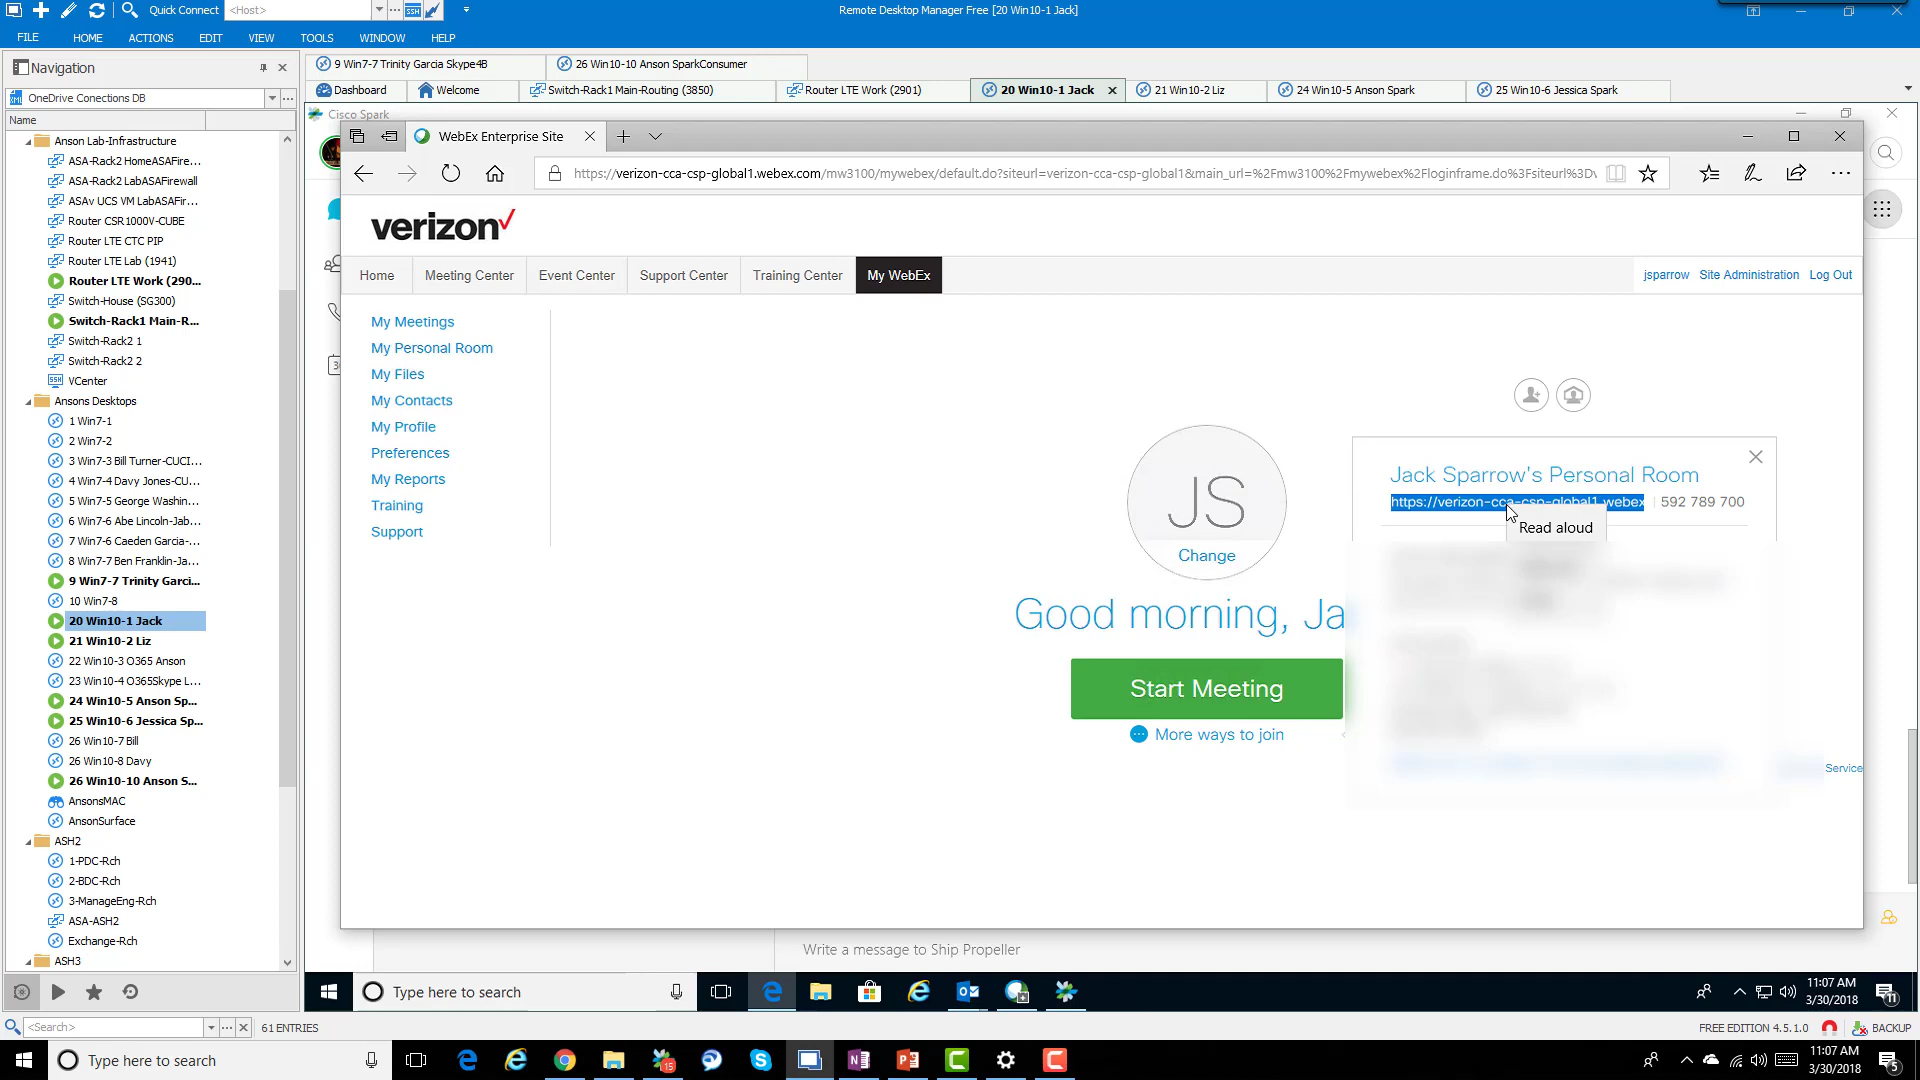 Quick Connect <Host> SSH
Remote Desktop Manager Free [20 Win10-1 Jack]
FILE HOME ACTIONS EDIT VIEW TOOLS WINDOW HELP
Navigation
OneDrive Conections DB
Name
Anson Lab-Infrastructure
ASA-Rack2 HomeASAFire...
ASA-Rack2 LabASAFirewall
ASAv UCS VM LabASAFir...
Router CSR1000V-CUBE
Router LTE CTC PIP
Router LTE Lab (1941)
Router LTE Work (290...
Switch-House (SG300)
Switch-Rack1 Main-R...
Switch-Rack2 1
Switch-Rack2 2
VCenter
Ansons Desktops
1 Win7-1
2 Win7-2
3 Win7-3 Bill Turner-CUCI...
4 Win7-4 Davy Jones-CU...
5 Win7-5 George Washin...
6 Win7-6 Abe Lincoln-Jab...
7 Win7-6 Caeden Garcia-...
8 Win7-7 Ben Franklin-Ja...
9 Win7-7 Trinity Garci...
10 Win7-8
20 Win10-1 Jack
21 Win10-2 Liz
22 Win10-3 O365 Anson
23 Win10-4 O365Skype L...
24 Win10-5 Anson Sp...
25 Win10-6 Jessica Sp...
26 Win10-7 Bill
26 Win10-8 Davy
26 Win10-10 Anson S...
AnsonsMAC
AnsonSurface
ASH2
1-PDC-Rch
2-BDC-Rch
3-ManageEng-Rch
ASA-ASH2
Exchange-Rch
ASH3
<Search>
61 ENTRIES
9 Win7-7 Trinity Garcia Skype4B
26 Win10-10 Anson SparkConsumer
Dashboard
Welcome
Switch-Rack1 Main-Routing (3850)
Router LTE Work (2901)
20 Win10-1 Jack
21 Win10-2 Liz
24 Win10-5 Anson Spark
25 Win10-6 Jessica Spark
Cisco Spark
WebEx Enterprise Site
https://verizon-cca-csp-global1.webex.com/mw3100/mywebex/default.do?siteurl=verizon-cca-csp-global1&main_url=%2Fmw3100%2Fmywebex%2Floginframe.do%3Fsiteurl%3D
verizon
Home
Meeting Center
Event Center
Support Center
Training Center
My WebEx
jsparrow
Site Administration
Log Out
My Meetings
My Personal Room
My Files
My Contacts
My Profile
Preferences
My Reports
Training
Support
JS
Change
Good morning, Ja
Start Meeting
More ways to join
Jack Sparrow's Personal Room
https://verizon-cca-csp-global1.webex | 592 789 700
Read aloud
Service
Write a message to Ship Propeller
Type here to search
11:07 AM
3/30/2018
11
FREE EDITION 4.5.1.0
BACKUP
Type here to search
15
11:07 AM
3/30/2018
5